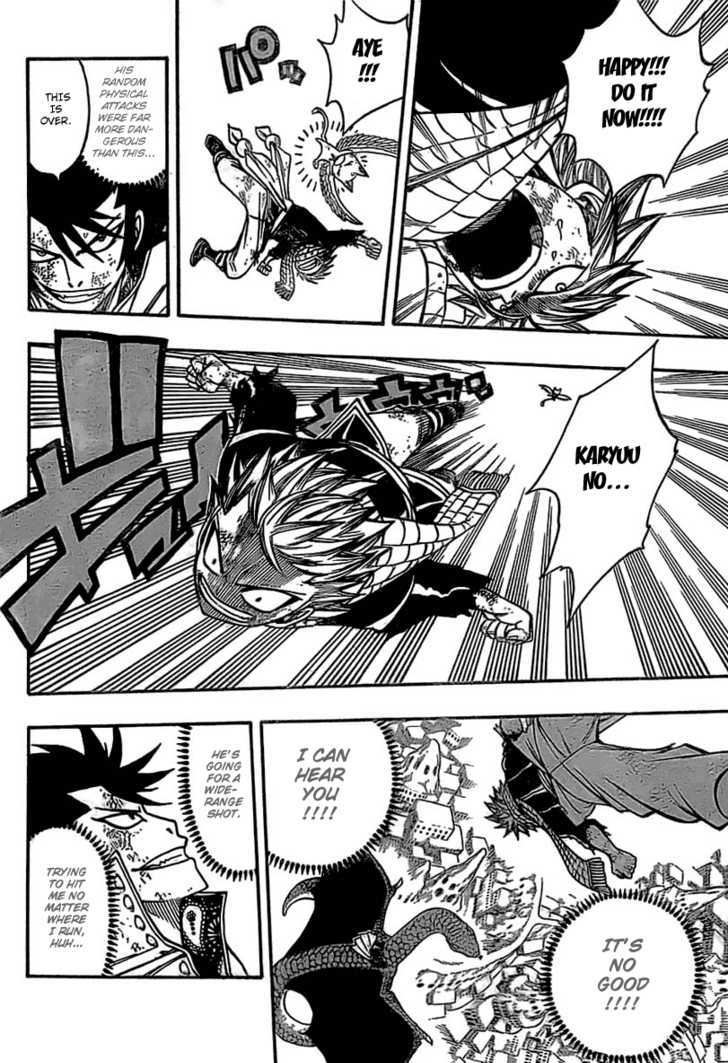 HAPPY!!!
DO IT
NOW!!!!
AYE
!!!
パッ
HIS
RANDOM
PHYSICAL
ATTACKS
WERE FAR
MORE DAN-
GEROUS
THAN THIS...
THIS
IS
OVER.
KARYUU
NO...
I CAN
HEAR
YOU
!!!!
IT'S
NO
GOOD
!!!!
HE'S
GOING
FOR A
WIDE-
RANGE
SHOT.
TRYING
TO HIT
ME NO
MATTER
WHERE
I RUN,
HUH...